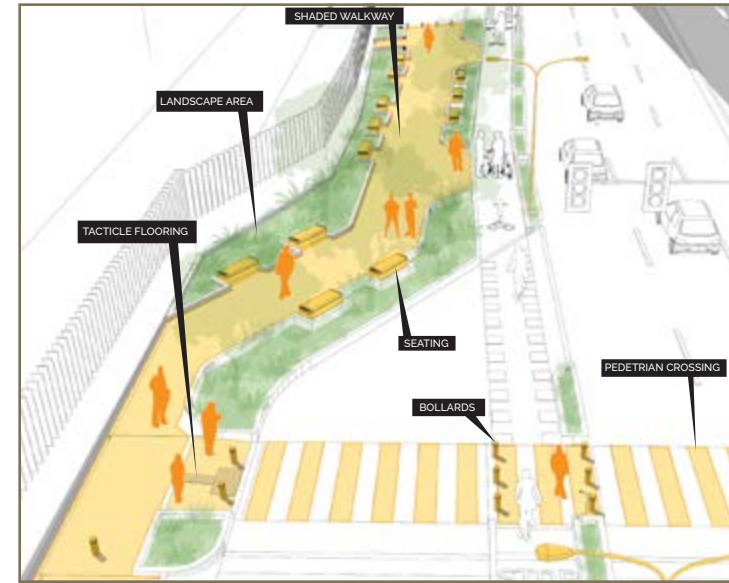 SHADED WALKWAY
LANDSCAPE AREA
TACTICLE FLOORING
SEATING
PEDETRIAN CROSSING
BOLLARDS